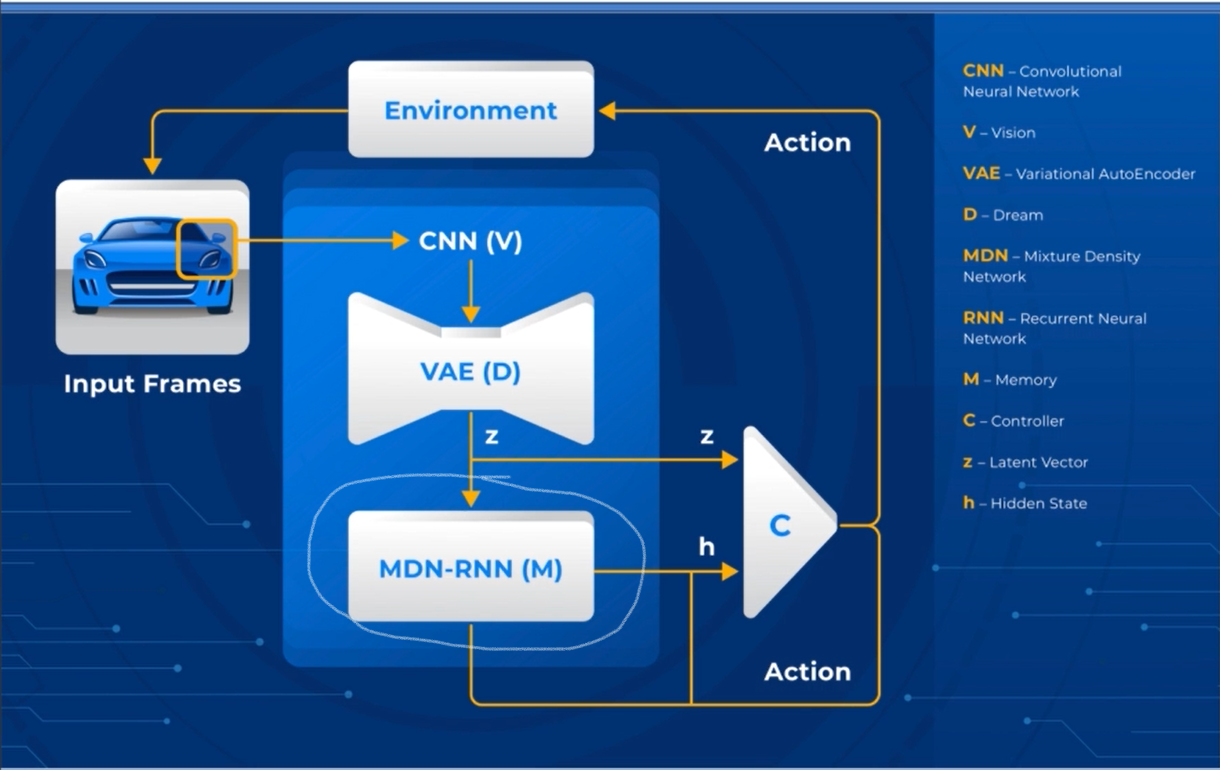 Environment
Action
CNN (V)
Input Frames
VAE (D)
z
z
MDN-RNN (M)
h
C
Action
CNN – Convolutional
Neural Network
V – Vision
VAE – Variational AutoEncoder
D – Dream
MDN – Mixture Density
Network
RNN – Recurrent Neural
Network
M – Memory
C – Controller
z – Latent Vector
h – Hidden State